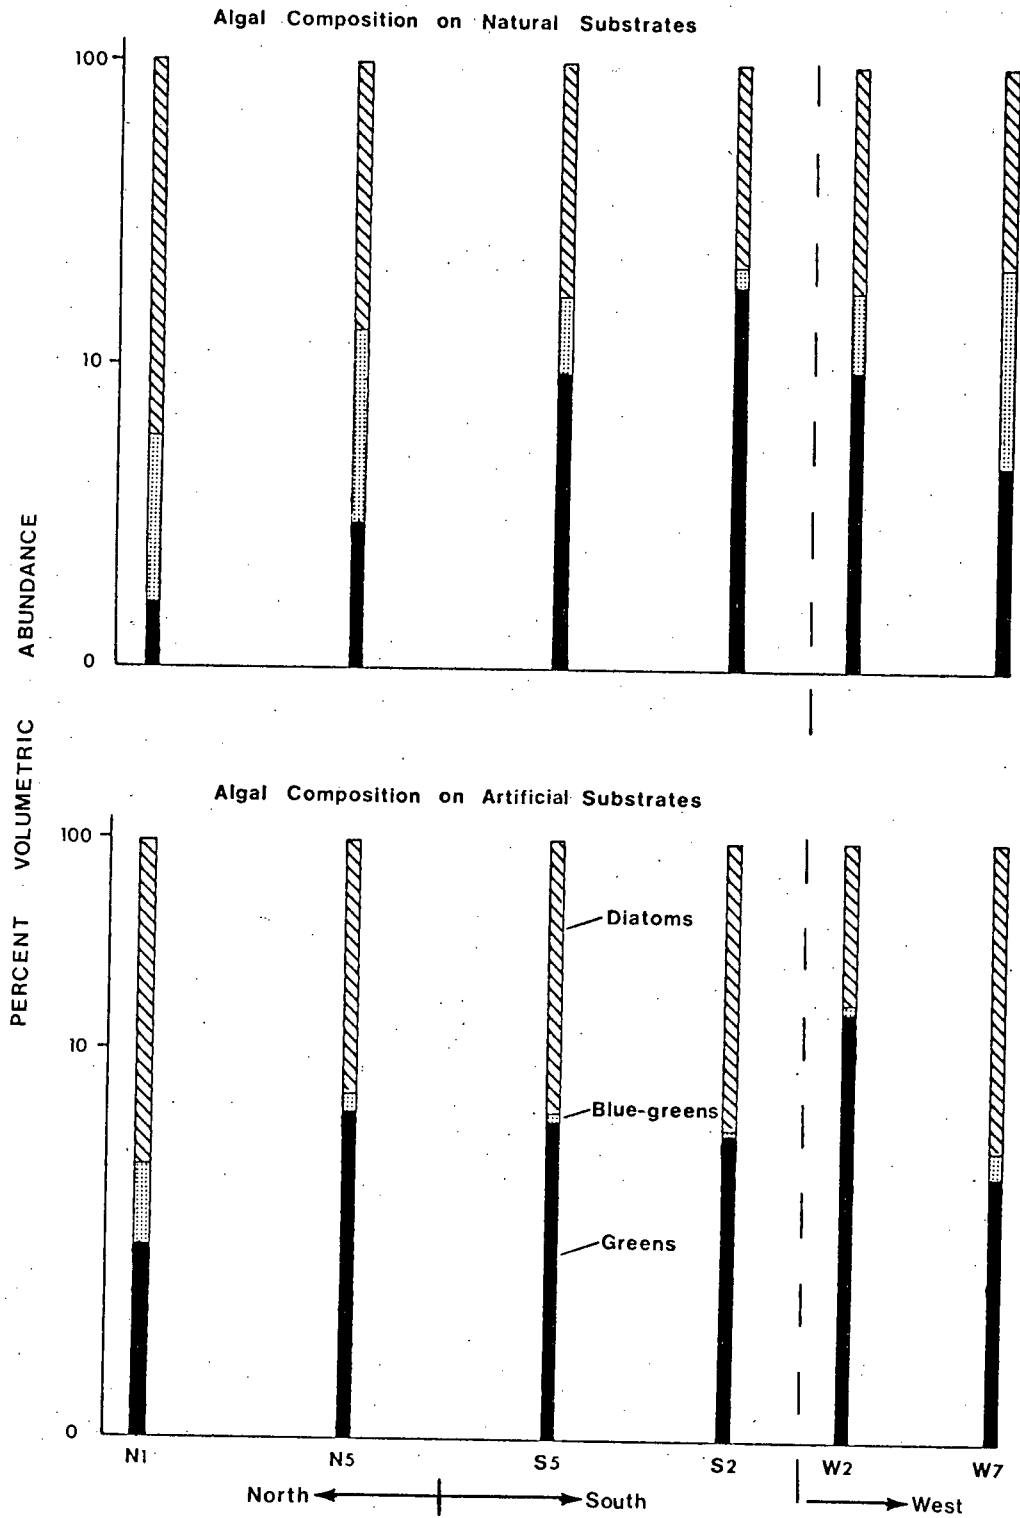 Algal Composition on Natural Substrates
100
10
0
PERCENT VOLUMETRIC ABUNDANCE
Algal Composition on Artificial Substrates
100
Diatoms
10
Blue-greens
Greens
0
N1 N5 S5 S2 W2 W7
North South West